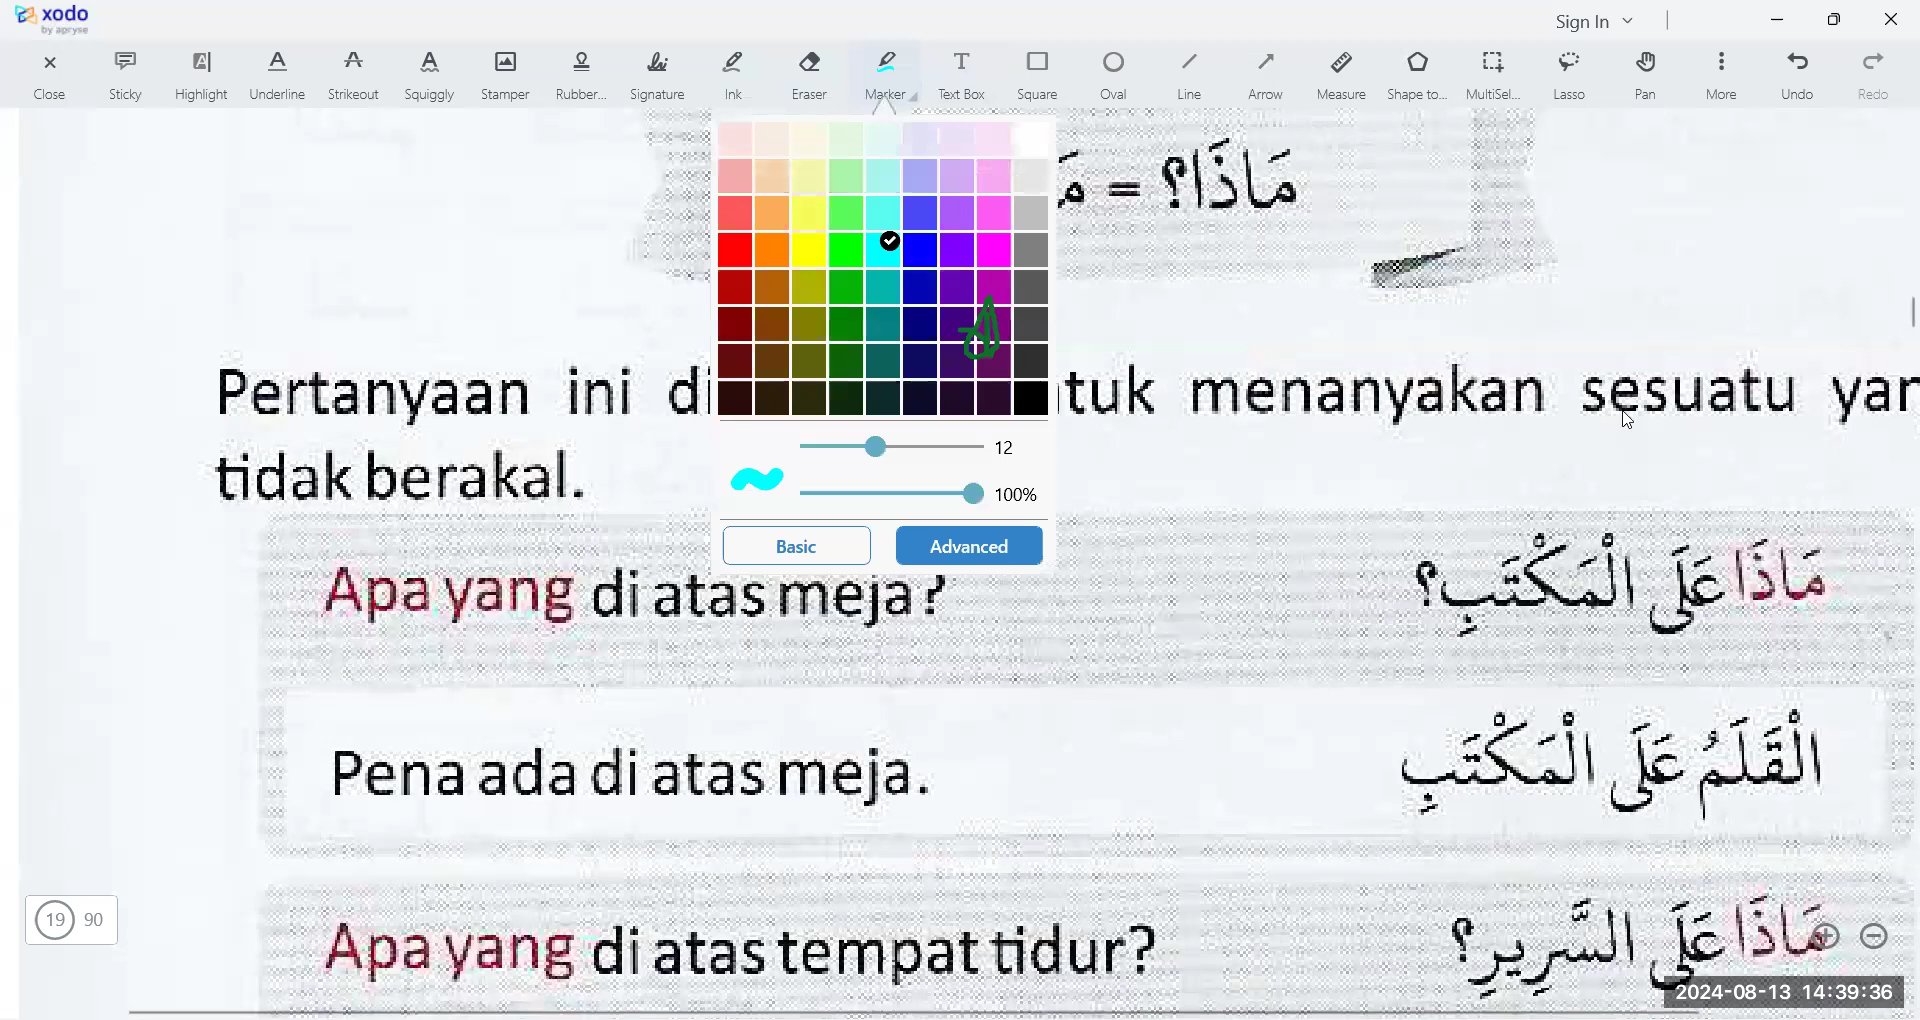 xodo
by apryse
Sign In
Close Sticky Highlight Underline Strikeout Squiggly Stamper Rubber... Signature Ink Eraser Marker Text Box Square Oval Line Arrow Measure Shape to... MultiSel... Lasso Pan More Undo Redo
مَاذَا؟ =
Pertanyaan ini menanyakan sesuatu
tidak berakal.
12
100%
Basic Advanced
Apa yang di atas meja? مَاذَا عَلَى الْمَكْتَبِ؟
Pena ada di atas meja. الْقَلَمُ عَلَى الْمَكْتَبِ
19 90
Apa yang di atas tempat tidur? مَاذَا عَلَى السَّرِيرِ؟
2024-08-13 14:39:36